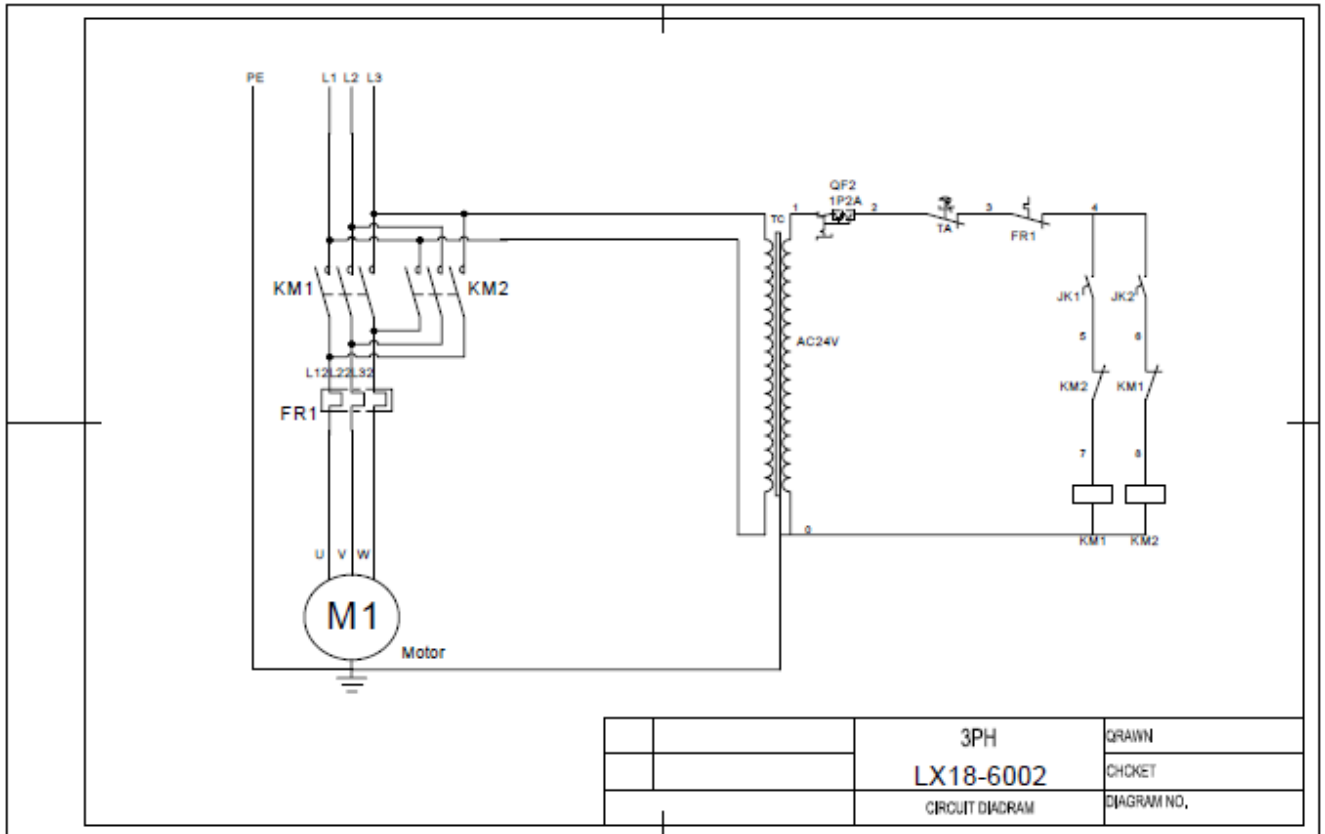 PE L1 L2 L3
QF2
1P2A
1 2 3 4
TC TA FR1
KM1 KM2
JK1 JK2
AC24V
5 6
L12L22L32
KM2 KM1
FR1
7 8
0
KM1 KM2
U V W
M1
Motor
3PH
QRAWN
LX18-6002
CHCKET
CIRCUIT DIADRAM
DIAGRAM NO.